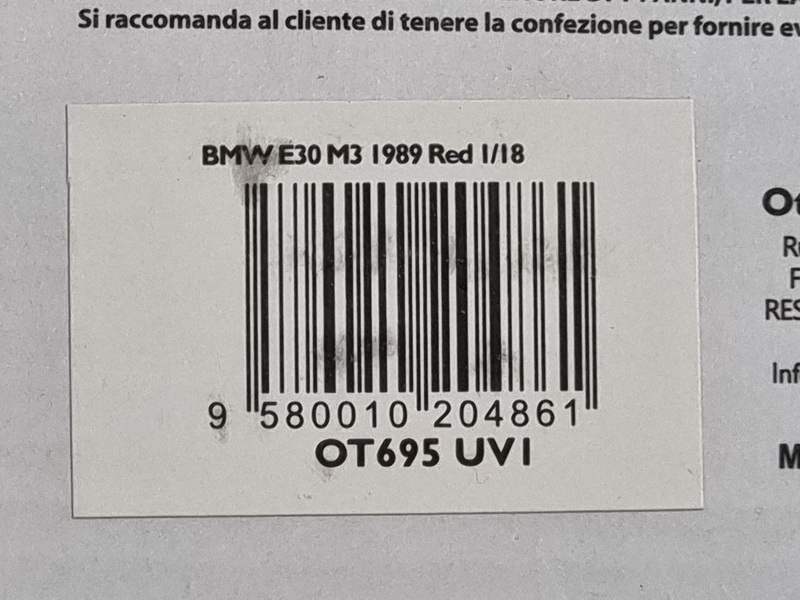 Si raccomanda al cliente di tenere la confezione per fornire
BMW E30 M3 1989 Red 1/18
9 580010 204861
OT695 UV1